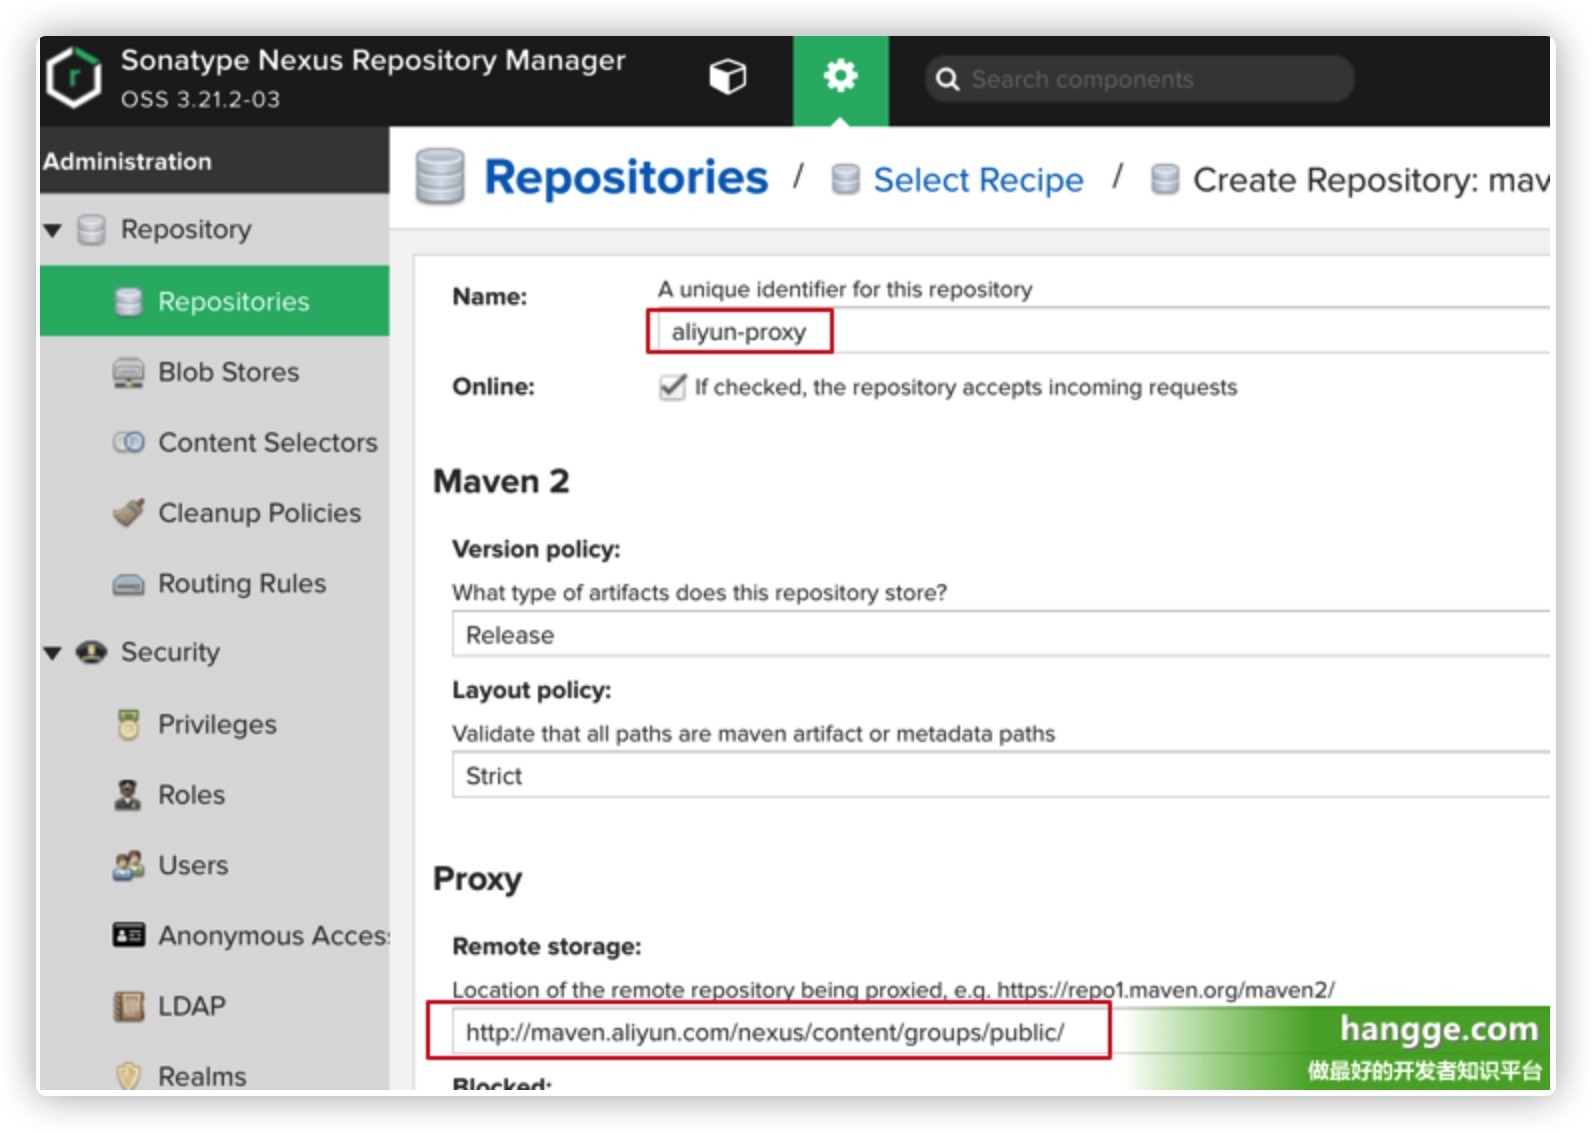 Sonatype Nexus Repository Manager
OSS 3.21.2-03
Search components
Administration
Repositories / Select Recipe / Create Repository: mav
Repository
Repositories
Blob Stores
Content Selectors
Cleanup Policies
Routing Rules
Security
Privileges
Roles
Users
Anonymous Acces
LDAP
Realms
Name:
A unique identifier for this repository
aliyun-proxy
Online:
If checked, the repository accepts incoming requests
Maven 2
Version policy:
What type of artifacts does this repository store?
Release
Layout policy:
Validate that all paths are maven artifact or metadata paths
Strict
Proxy
Remote storage:
Location of the remote repository being proxied, e.g. https://repo1.maven.org/maven2/
http://maven.aliyun.com/nexus/content/groups/public/
Blocked:
hangge.com
做最好的开发者知识平台